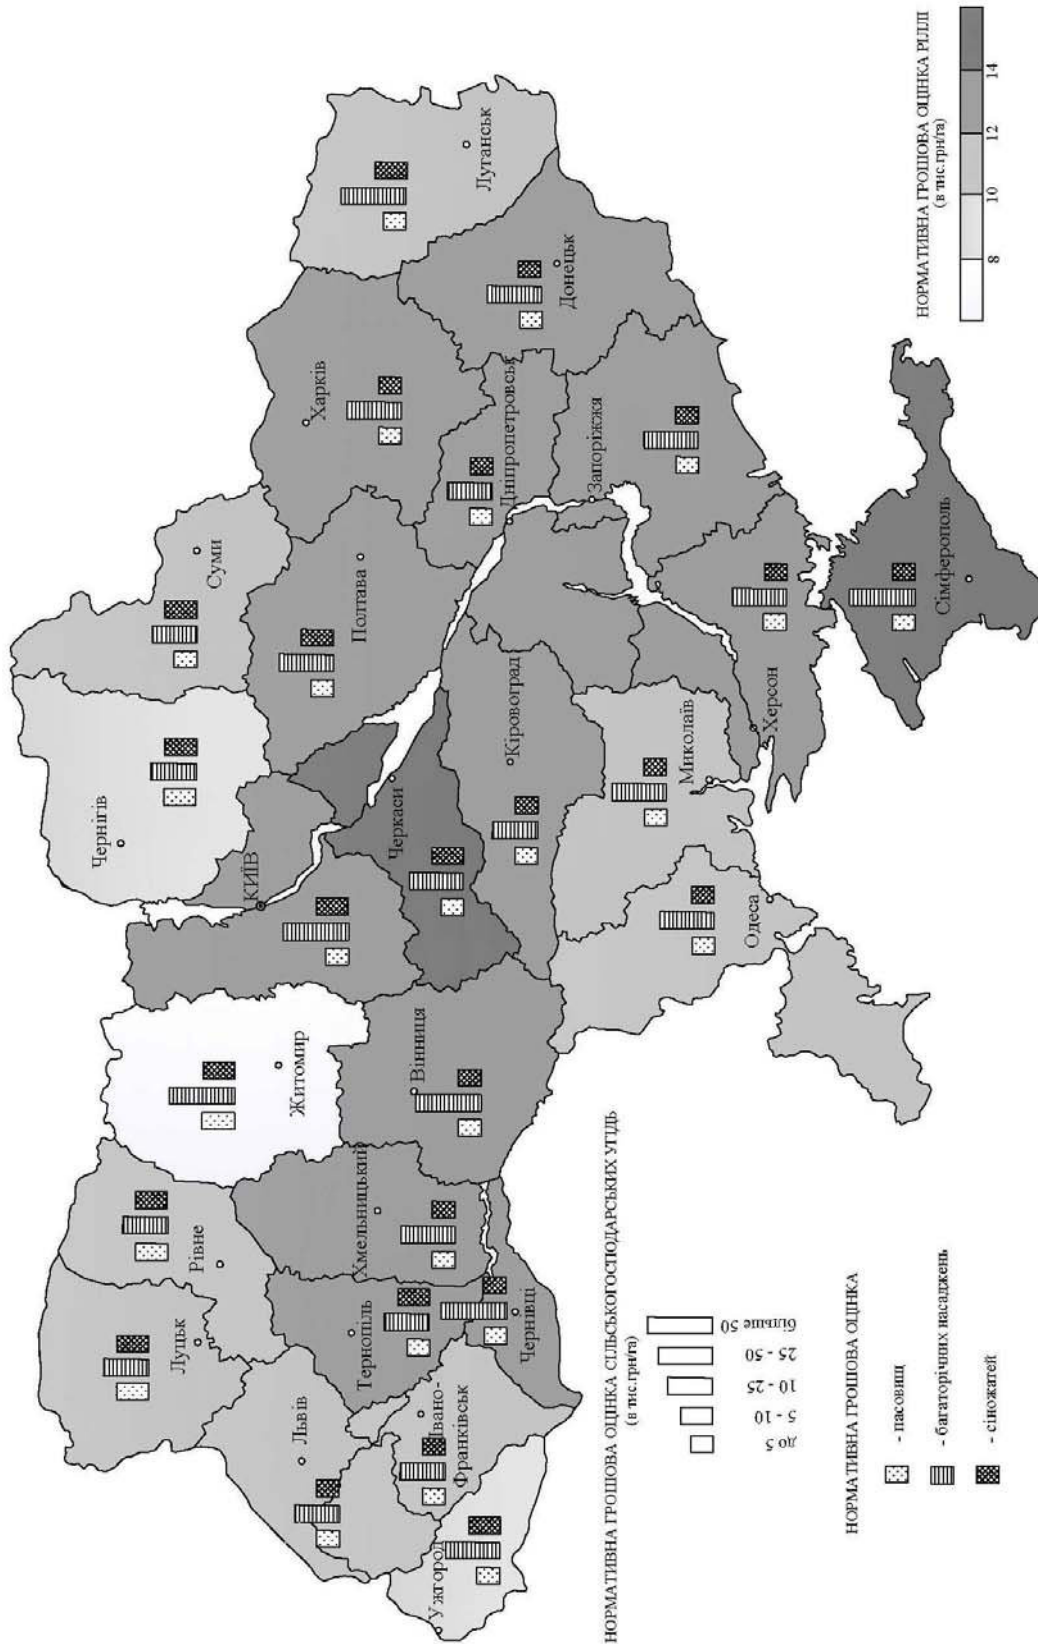 Чернігів
Суми
Луцьк
Рівне
Житомир
КИЇВ
Полтава
Харків
Луганськ
Львів
Тернопіль
Хмельницький
Вінниця
Черкаси
Кіровоград
Дніпропетровськ
Донецьк
Ужгород
Івано-
Франківськ
Чернівці
Запоріжжя
Одеса
Миколаїв
Херсон
Сімферополь
НОРМАТИВНА ГРОШОВА ОЦІНКА СІЛЬСЬКОГОСПОДАРСЬКИХ УГІДЬ
(в тис.грн/га)
до 5
5 - 10
10 - 25
25 - 50
більше 50
НОРМАТИВНА ГРОШОВА ОЦІНКА
- пасовищ
- багаторічних насаджень
- сіножатей
НОРМАТИВНА ГРОШОВА ОЦІНКА РІЛЛІ
(в тис.грн/га)
8
10
12
14